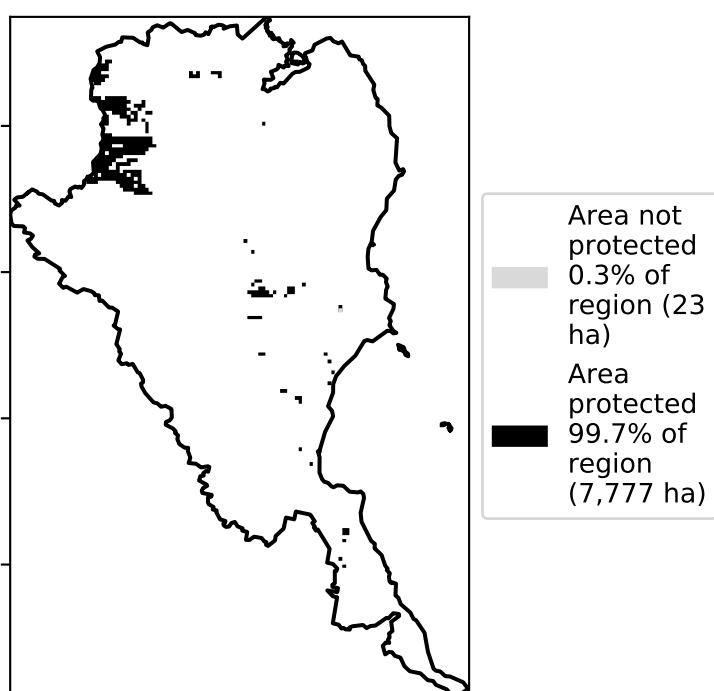 Area not
protected
0.3% of
region (23
ha)
Area
protected
99.7% of
region
(7,777 ha)